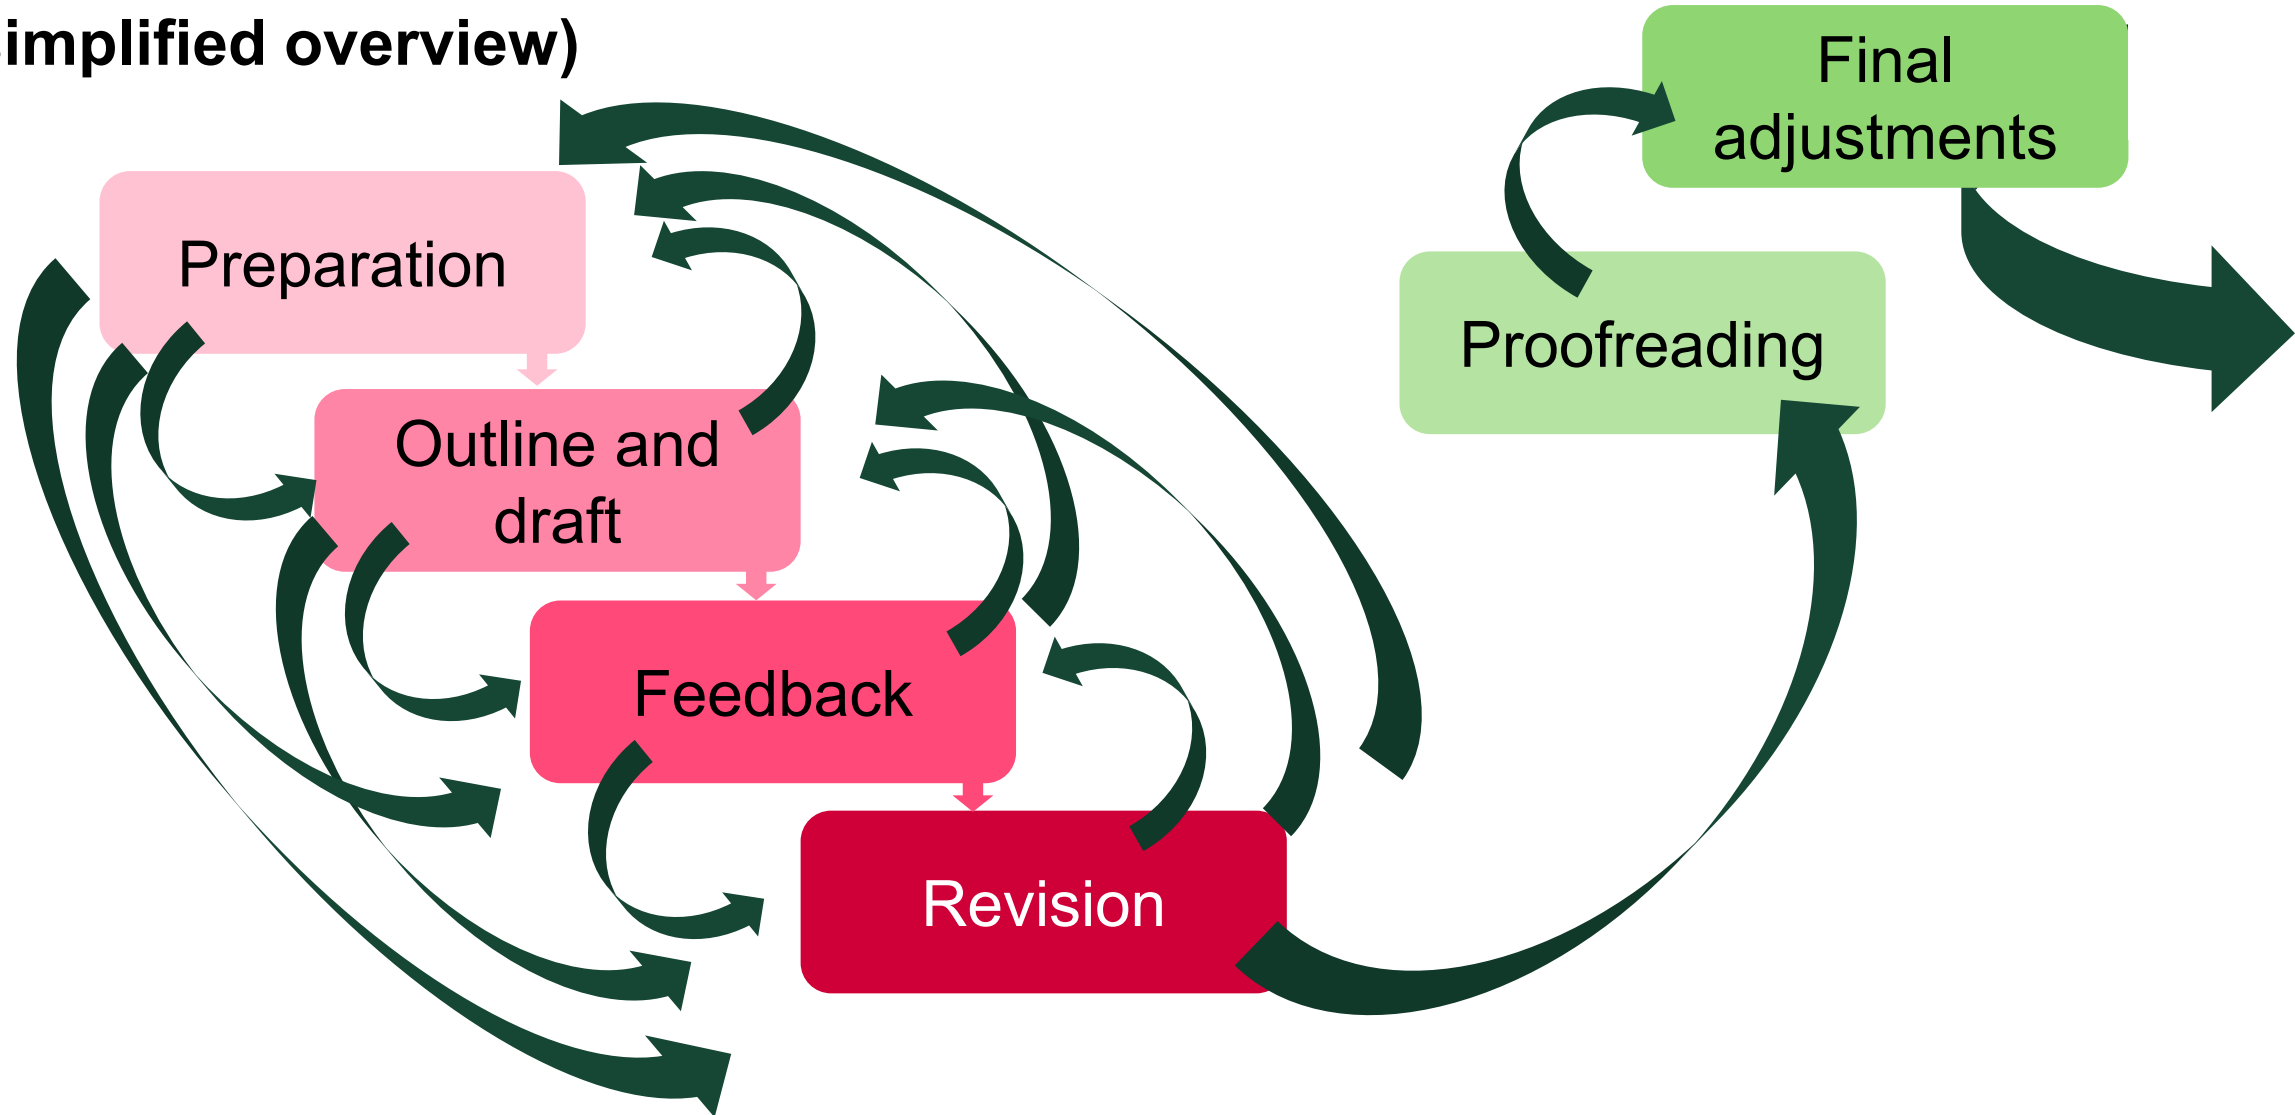 implified overview)
Final
adjustments
Preparation
Proofreading
Outline and
draft
Feedback
Revision